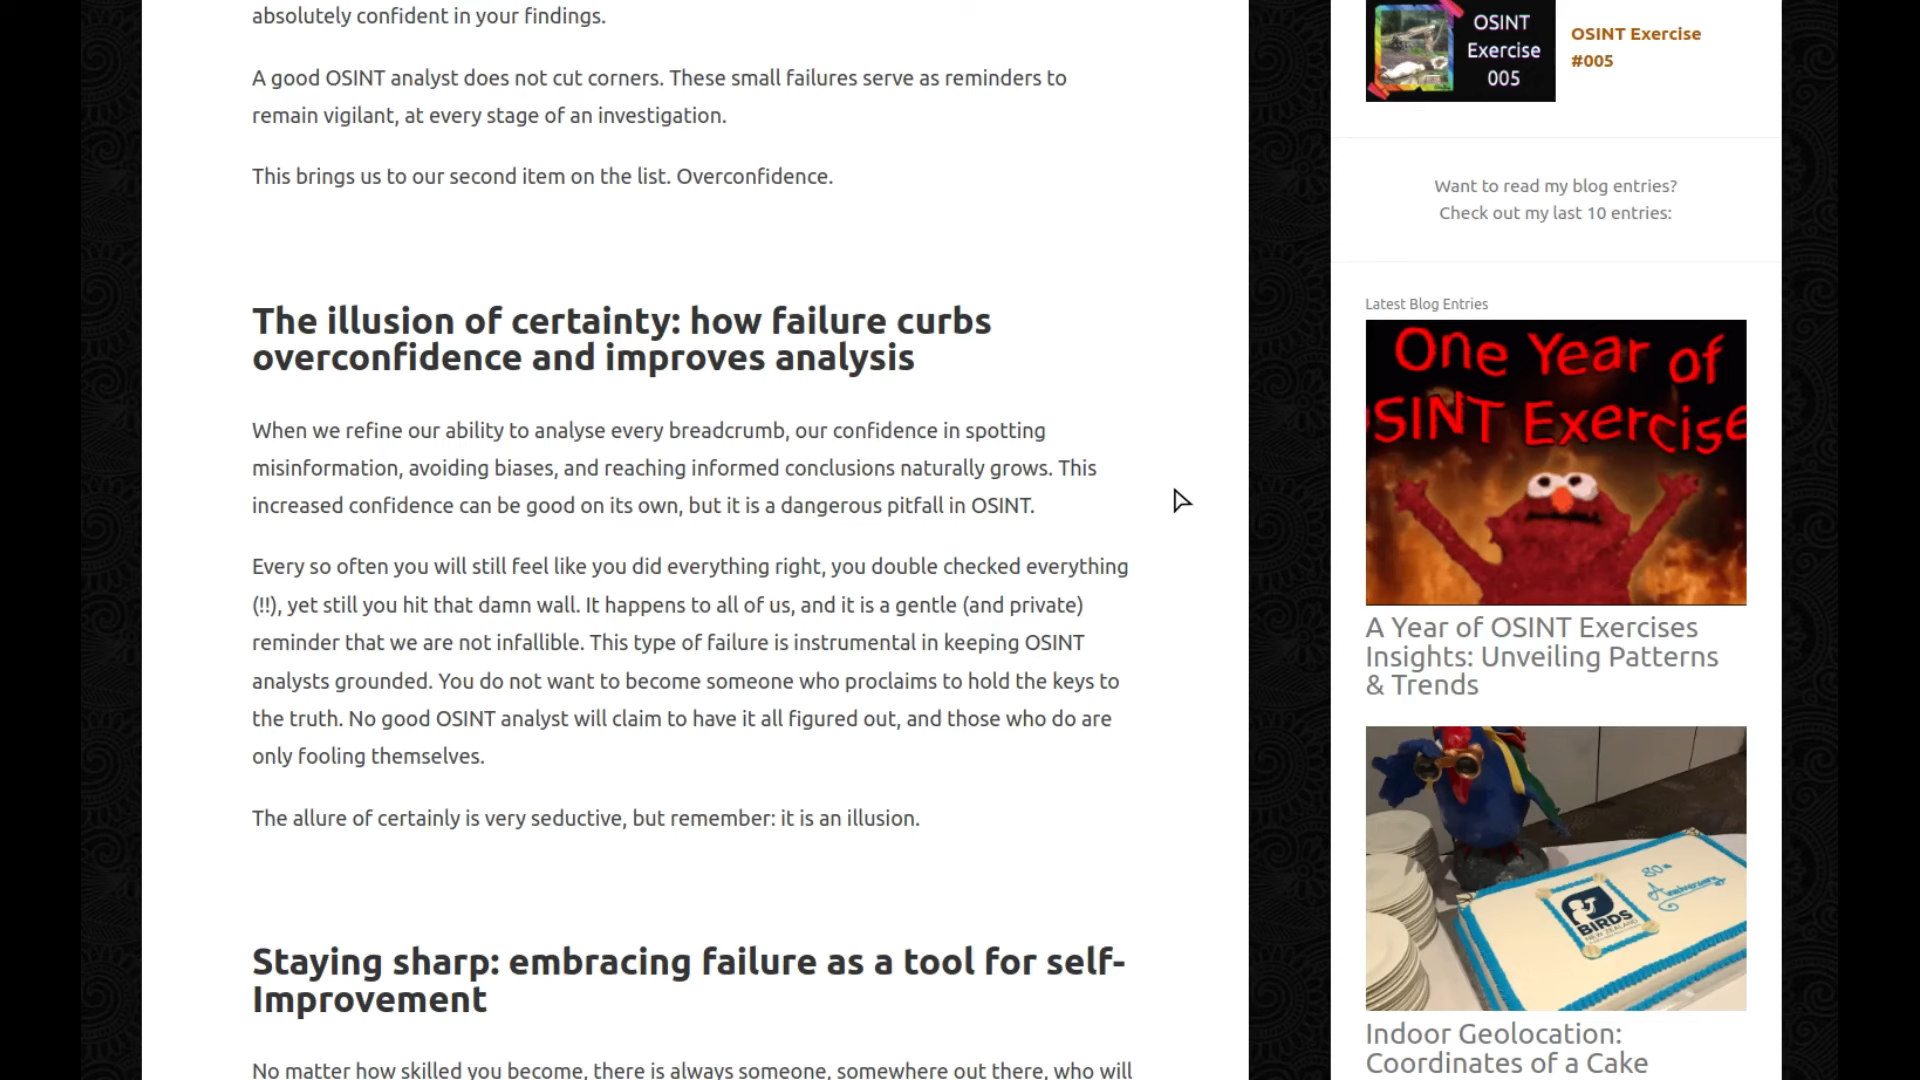 absolutely confident in your findings.
A good OSINT analyst does not cut corners. These small failures serve as reminders to
remain vigilant, at every stage of an investigation.
This brings us to our second item on the list. Overconfidence.
The illusion of certainty: how failure curbs
overconfidence and improves analysis
When we refine our ability to analyse every breadcrumb, our confidence in spotting
misinformation, avoiding biases, and reaching informed conclusions naturally grows. This
increased confidence can be good on its own, but it is a dangerous pitfall in OSINT.
Every so often you will still feel like you did everything right, you double checked everything
(!!), yet still you hit that damn wall. It happens to all of us, and it is a gentle (and private)
reminder that we are not infallible. This type of failure is instrumental in keeping OSINT
analysts grounded. You do not want to become someone who proclaims to hold the keys to
the truth. No good OSINT analyst will claim to have it all figured out, and those who do are
only fooling themselves.
The allure of certainly is very seductive, but remember: it is an illusion.
Staying sharp: embracing failure as a tool for self-
Improvement
No matter how skilled you become, there is always someone, somewhere out there, who will
OSINT
Exercise
005
OSINT Exercise
#005
Want to read my blog entries?
Check out my last 10 entries:
Latest Blog Entries
One Year of
SINT Exercise
A Year of OSINT Exercises
Insights: Unveiling Patterns
& Trends
80th
Anniversary
BIRDS
NEW ZEALAND
Indoor Geolocation:
Coordinates of a Cake